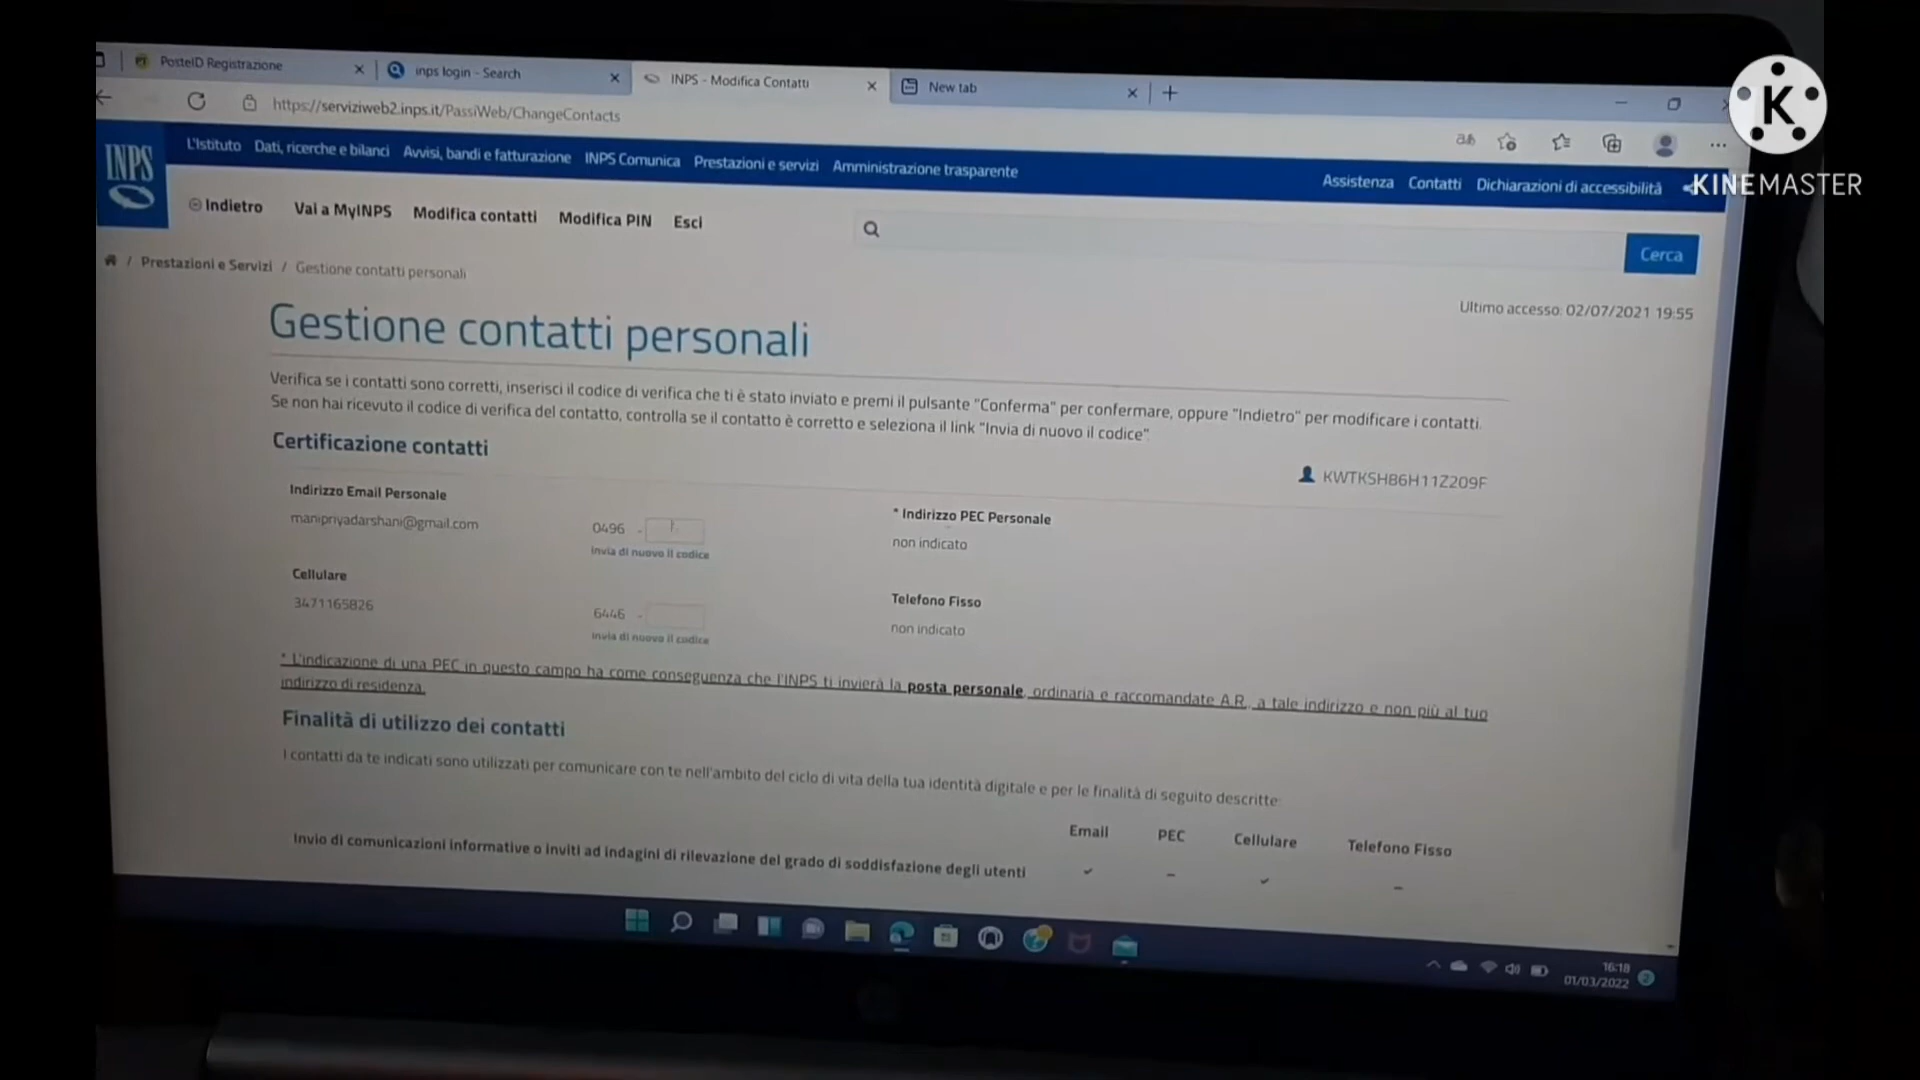 PosteID Registrazione
inps login - Search
INPS - Modifica Contatti
New tab
https://serviziweb2.inps.it/PassiWeb/ChangeContacts
KINEMASTER
INPS
L'Istituto Dati, ricerche e bilanci Avvisi, bandi e fatturazione INPS Comunica Prestazioni e servizi Amministrazione trasparente
Assistenza Contatti Dichiarazioni di accessibilità
Indietro Vai a MyINPS Modifica contatti Modifica PIN Esci
Cerca
/ Prestazioni e Servizi / Gestione contatti personali
Ultimo accesso: 02/07/2021 19:55
Gestione contatti personali
Verifica se i contatti sono corretti, inserisci il codice di verifica che ti è stato inviato e premi il pulsante "Conferma" per confermare, oppure "Indietro" per modificare i contatti.
Se non hai ricevuto il codice di verifica del contatto, controlla se il contatto è corretto e seleziona il link "Invia di nuovo il codice".
Certificazione contatti
KWTKSH86H11Z209F
Indirizzo Email Personale
manipriyadarshani@gmail.com
0496 -
Invia di nuovo il codice
* Indirizzo PEC Personale
non indicato
Cellulare
3471165826
6446 -
Invia di nuovo il codice
Telefono Fisso
non indicato
* L'indicazione di una PEC in questo campo ha come conseguenza che l'INPS ti invierà la posta personale, ordinaria e raccomandate A.R., a tale indirizzo e non più al tuo
indirizzo di residenza.
Finalità di utilizzo dei contatti
I contatti da te indicati sono utilizzati per comunicare con te nell'ambito del ciclo di vita della tua identità digitale e per le finalità di seguito descritte:
Email PEC Cellulare Telefono Fisso
Invio di comunicazioni informative o inviti ad indagini di rilevazione del grado di soddisfazione degli utenti
16:18
01/03/2022